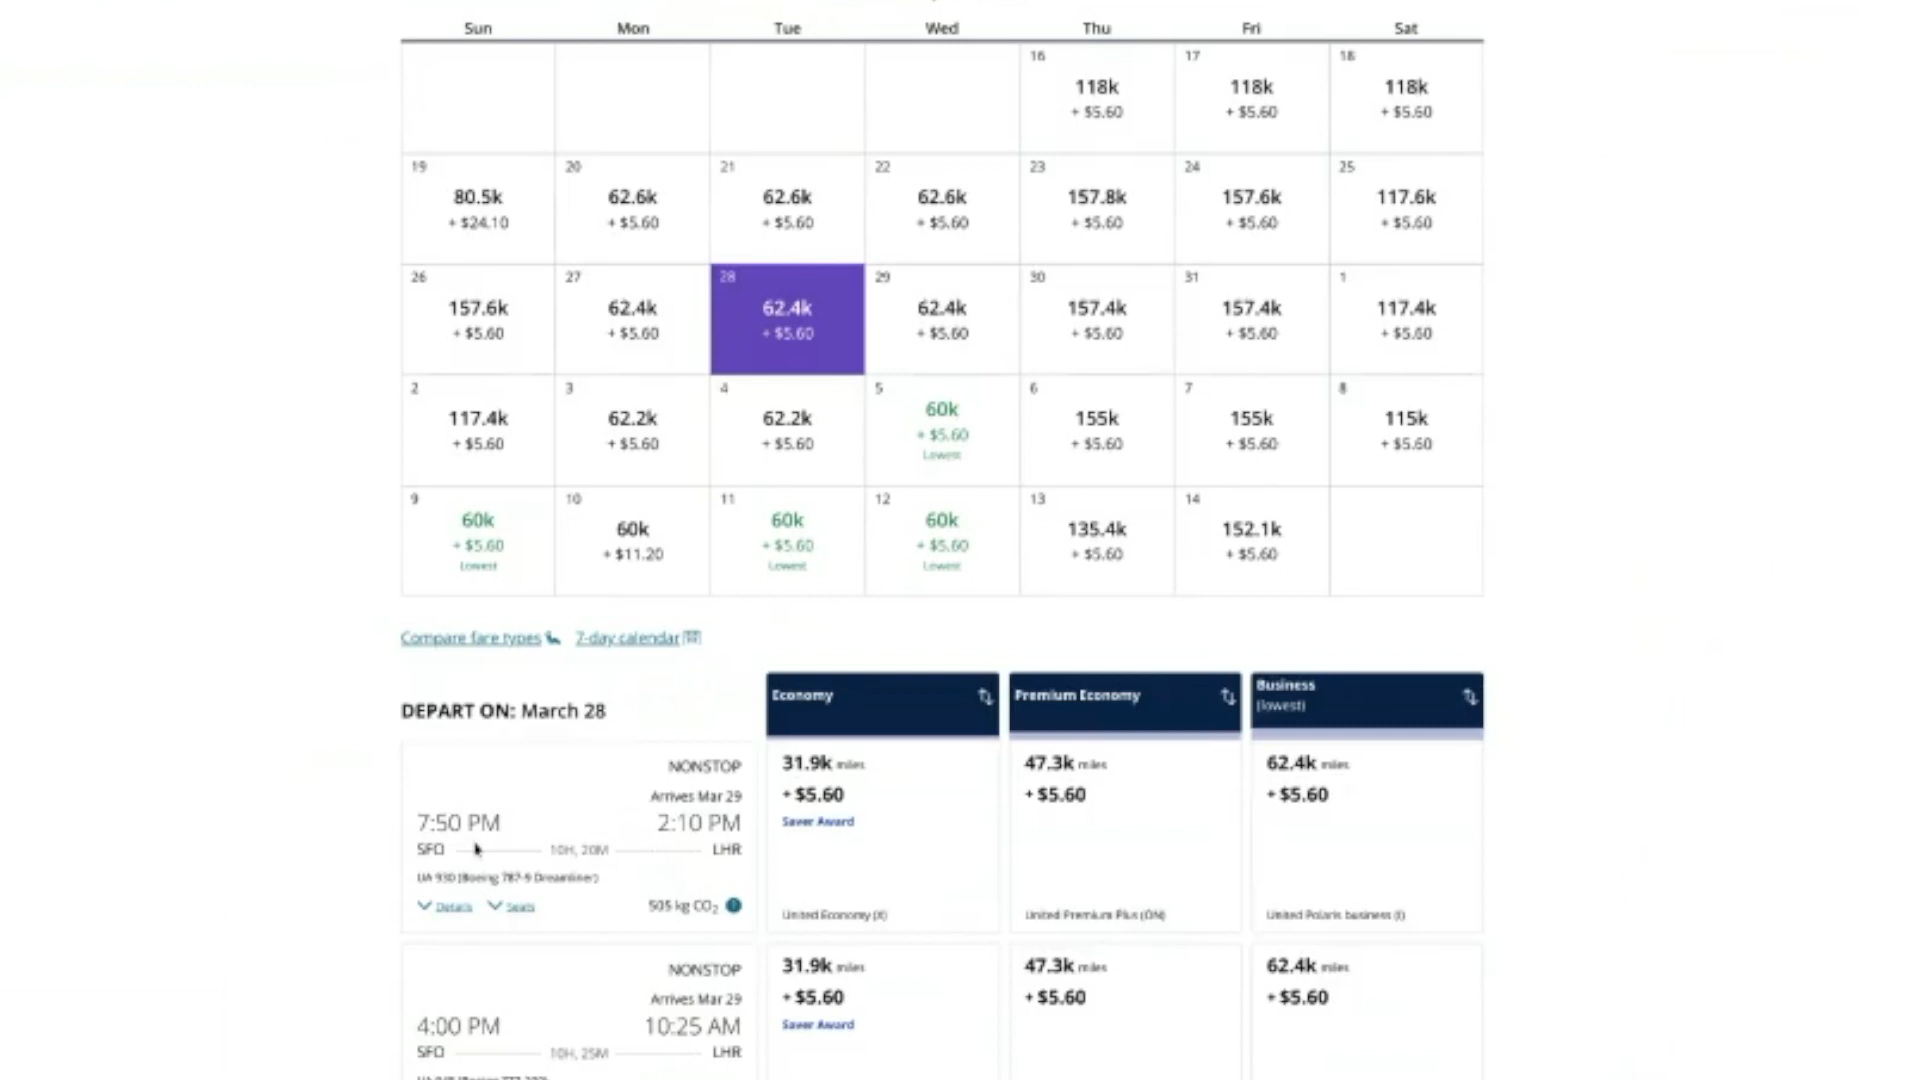 Sun Mon Tue Wed Thu Fri Sat
16 17 18
118k 118k 118k
+ $5.60 + $5.60 + $5.60
19 20 21 22 23 24 25
80.5k 62.6k 62.6k 62.6k 157.8k 157.6k 117.6k
+ $24.10 + $5.60 + $5.60 + $5.60 + $5.60 + $5.60 + $5.60
26 27 28 29 30 31 1
157.6k 62.4k 62.4k 62.4k 157.4k 157.4k 117.4k
+ $5.60 + $5.60 + $5.60 + $5.60 + $5.60 + $5.60 + $5.60
2 3 4 5 6 7 8
117.4k 62.2k 62.2k 60k 155k 155k 115k
+ $5.60 + $5.60 + $5.60 + $5.60 + $5.60 + $5.60 + $5.60
Lowest
9 10 11 12 13 14
60k 60k 60k 60k 135.4k 152.1k
+ $5.60 + $11.20 + $5.60 + $5.60 + $5.60 + $5.60
Lowest Lowest Lowest
Compare fare types 7-day calendar
DEPART ON: March 28
Economy Premium Economy Business
(lowest)
NONSTOP
Arrives Mar 29
7:50 PM 2:10 PM
SFO 10H, 20M LHR
UA 930 (Boeing 787-9 Dreamliner)
Details Seats 505 kg CO2
31.9k miles
+ $5.60
Saver Award
United Economy (X)
47.3k miles
+ $5.60
United Premium Plus (ON)
62.4k miles
+ $5.60
United Polaris business (I)
NONSTOP
Arrives Mar 29
4:00 PM 10:25 AM
SFO 10H, 25M LHR
31.9k miles
+ $5.60
Saver Award
47.3k miles
+ $5.60
62.4k miles
+ $5.60